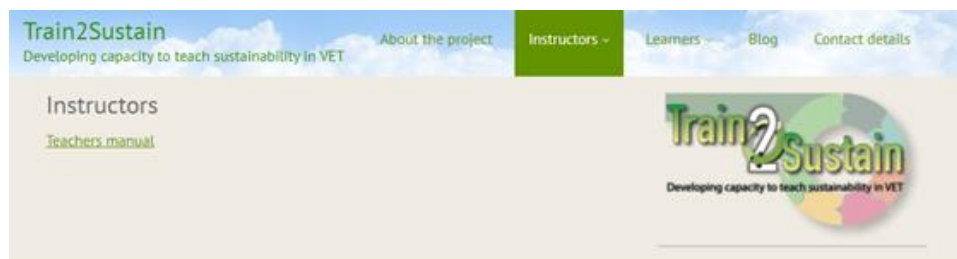 Train2Sustain
Developing capacity to teach sustainability in VET
About the project
Instructors
Learners
Blog
Contact details
Instructors
Teachers manual
Train2Sustain
Developing capacity to teach sustainability in VET